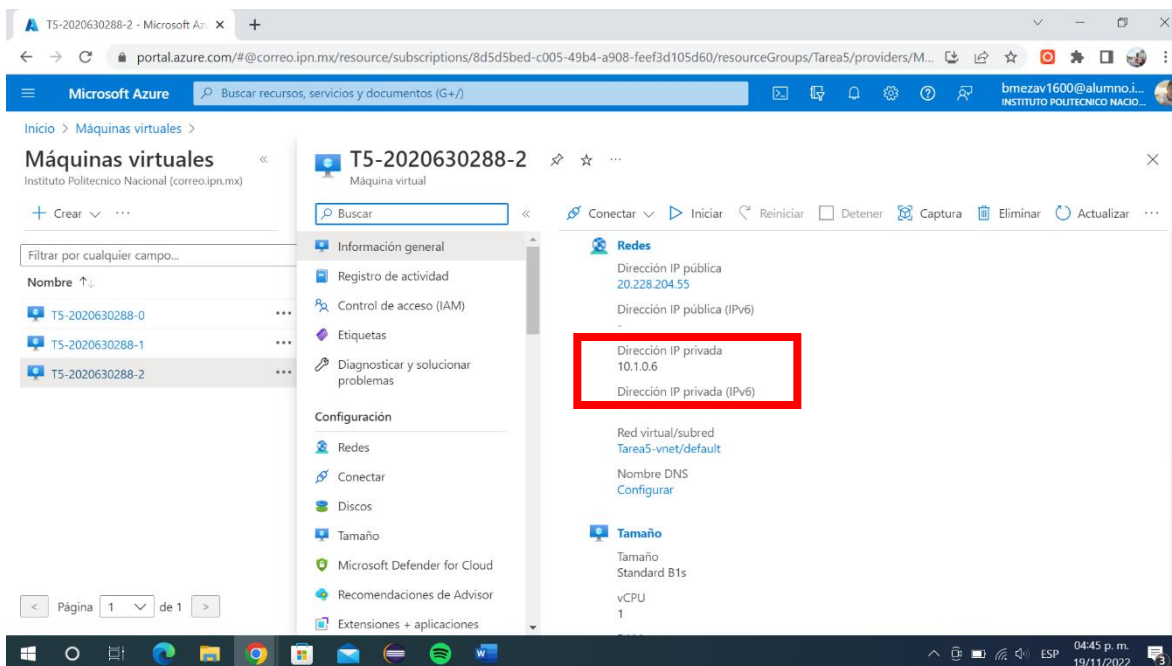 T5-2020630288-2 - Microsoft Az
portal.azure.com/#@correo.ipn.mx/resource/subscriptions/8d5d5bed-c005-49b4-a908-feef3d105d60/resourceGroups/Tarea5/providers/M...
Microsoft Azure
Buscar recursos, servicios y documentos (G+/)
bmezav1600@alumno.i...
INSTITUTO POLITECNICO NACIO...
Inicio > Máquinas virtuales >
Máquinas virtuales
Instituto Politecnico Nacional (correo.ipn.mx)
+ Crear ...
Filtrar por cualquier campo...
Nombre ↑↓
T5-2020630288-0 ...
T5-2020630288-1 ...
T5-2020630288-2 ...
< Página 1 de 1 >
T5-2020630288-2 ...
Máquina virtual
Buscar
Información general
Registro de actividad
Control de acceso (IAM)
Etiquetas
Diagnosticar y solucionar
problemas
Configuración
Redes
Conectar
Discos
Tamaño
Microsoft Defender for Cloud
Recomendaciones de Advisor
Extensiones + aplicaciones
Conectar Iniciar Reiniciar Detener Captura Eliminar Actualizar ...
Redes
Dirección IP pública
20.228.204.55
Dirección IP pública (IPv6)
-
Dirección IP privada
10.1.0.6
Dirección IP privada (IPv6)
Red virtual/subred
Tarea5-vnet/default
Nombre DNS
Configurar
Tamaño
Tamaño
Standard B1s
vCPU
1
ESP
04:45 p. m.
19/11/2022